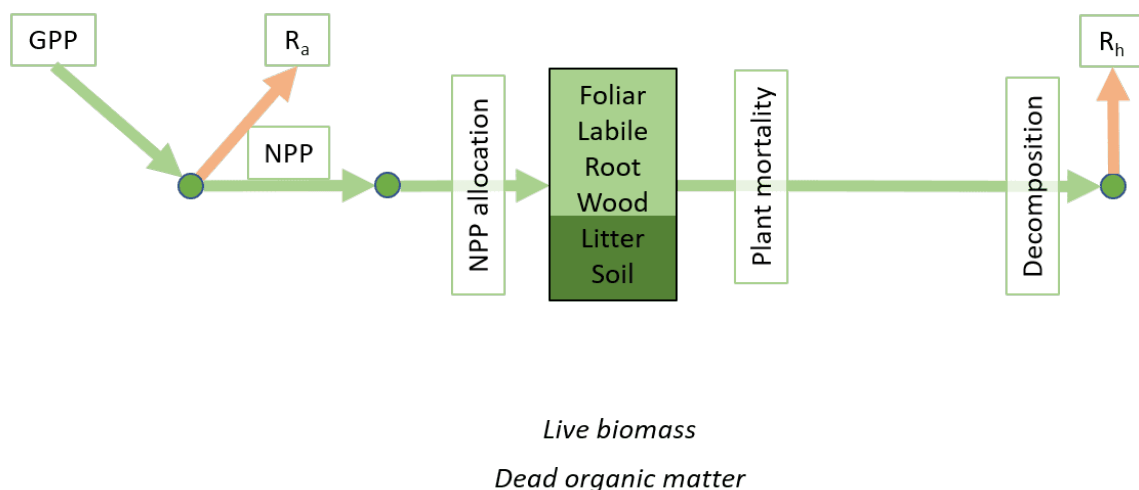 GPP
Rₐ
Rₕ
NPP
NPP allocation
Foliar
Labile
Root
Wood
Litter
Soil
Plant mortality
Decomposition
Live biomass
Dead organic matter